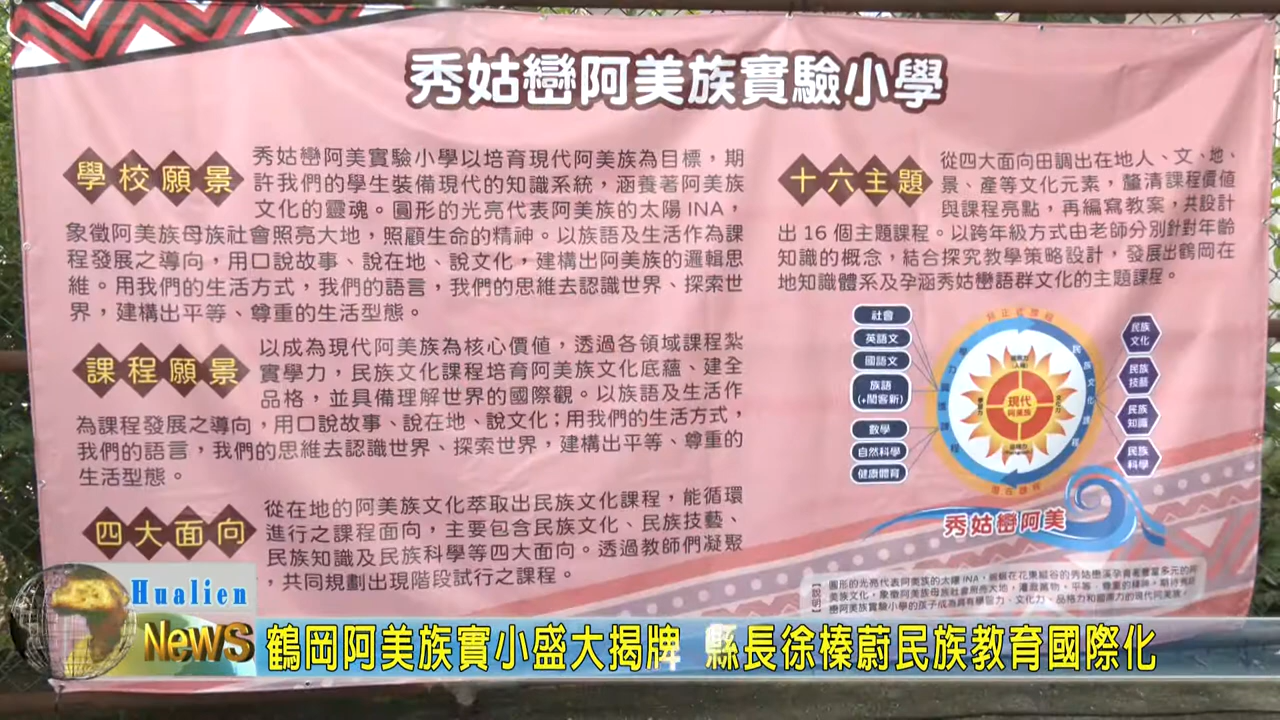 秀姑巒阿美族實驗小學
學校願景
秀姑巒阿美實驗小學以培育現代阿美族為目標，期
許我們的學生裝備現代的知識系統，涵養著阿美族
文化的靈魂。圓形的光亮代表阿美族的太陽 INA，
象徵阿美族母族社會照亮大地，照顧生命的精神。以族語及生活作為課
程發展之導向，用口說故事、說在地、說文化，建構出阿美族的邏輯思
維。用我們的生活方式，我們的語言，我們的思維去認識世界、探索世
界，建構出平等、尊重的生活型態。
課程願景
以成為現代阿美族為核心價值，透過各領域課程紮
實學力，民族文化課程培育阿美族文化底蘊、建全
品格，並具備理解世界的國際觀。以族語及生活作
為課程發展之導向，用口說故事、說在地、說文化；用我們的生活方式，
我們的語言，我們的思維去認識世界、探索世界，建構出平等、尊重的
生活型態。
四大面向
從在地的阿美族文化萃取出民族文化課程，能循環
進行之課程面向，主要包含民族文化、民族技藝、
民族知識及民族科學等四大面向。透過教師們凝聚
，共同規劃出現階段試行之課程。
十六主題
從四大面向田調出在地人、文、地、
景、產等文化元素，釐清課程價值
與課程亮點，再編寫教案，共設計
出 16 個主題課程。以跨年級方式由老師分別針對年齡
知識的概念，結合探究教學策略設計，發展出鶴岡在
地知識體系及孕涵秀姑巒語群文化的主題課程。
社會
英語文
國語文
族語
(+閩客新)
數學
自然科學
健康體育
現代
阿美族
民族文化課程
民族
文化
民族
技藝
民族
知識
民族
科學
秀姑巒阿美
圓形的光亮代表阿美族的太陽 INA，
Hualien
News
鶴岡阿美族實小盛大揭牌 縣長徐榛蔚民族教育國際化